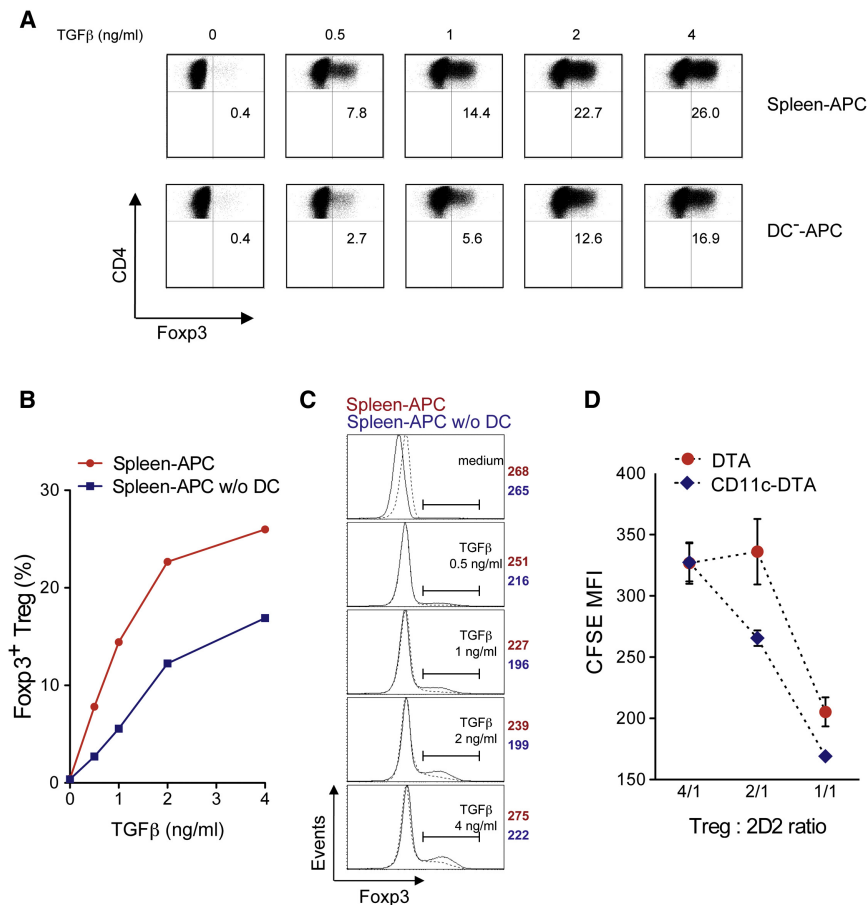 A
TGFβ (ng/ml) 0 0.5 1 2 4
0.4 7.8 14.4 22.7 26.0 Spleen-APC
0.4 2.7 5.6 12.6 16.9 DC⁻-APC
CD4
Foxp3
B
Spleen-APC
Spleen-APC w/o DC
30
20
10
0
Foxp3⁺ Treg (%)
0 1 2 3 4
TGFβ (ng/ml)
C
Spleen-APC
Spleen-APC w/o DC
medium
268
265
TGFβ
0.5 ng/ml
251
216
TGFβ
1 ng/ml
227
196
TGFβ
2 ng/ml
239
199
TGFβ
4 ng/ml
275
222
Events
Foxp3
D
DTA
CD11c-DTA
400
350
300
250
200
150
CFSE MFI
4/1 2/1 1/1
Treg : 2D2 ratio